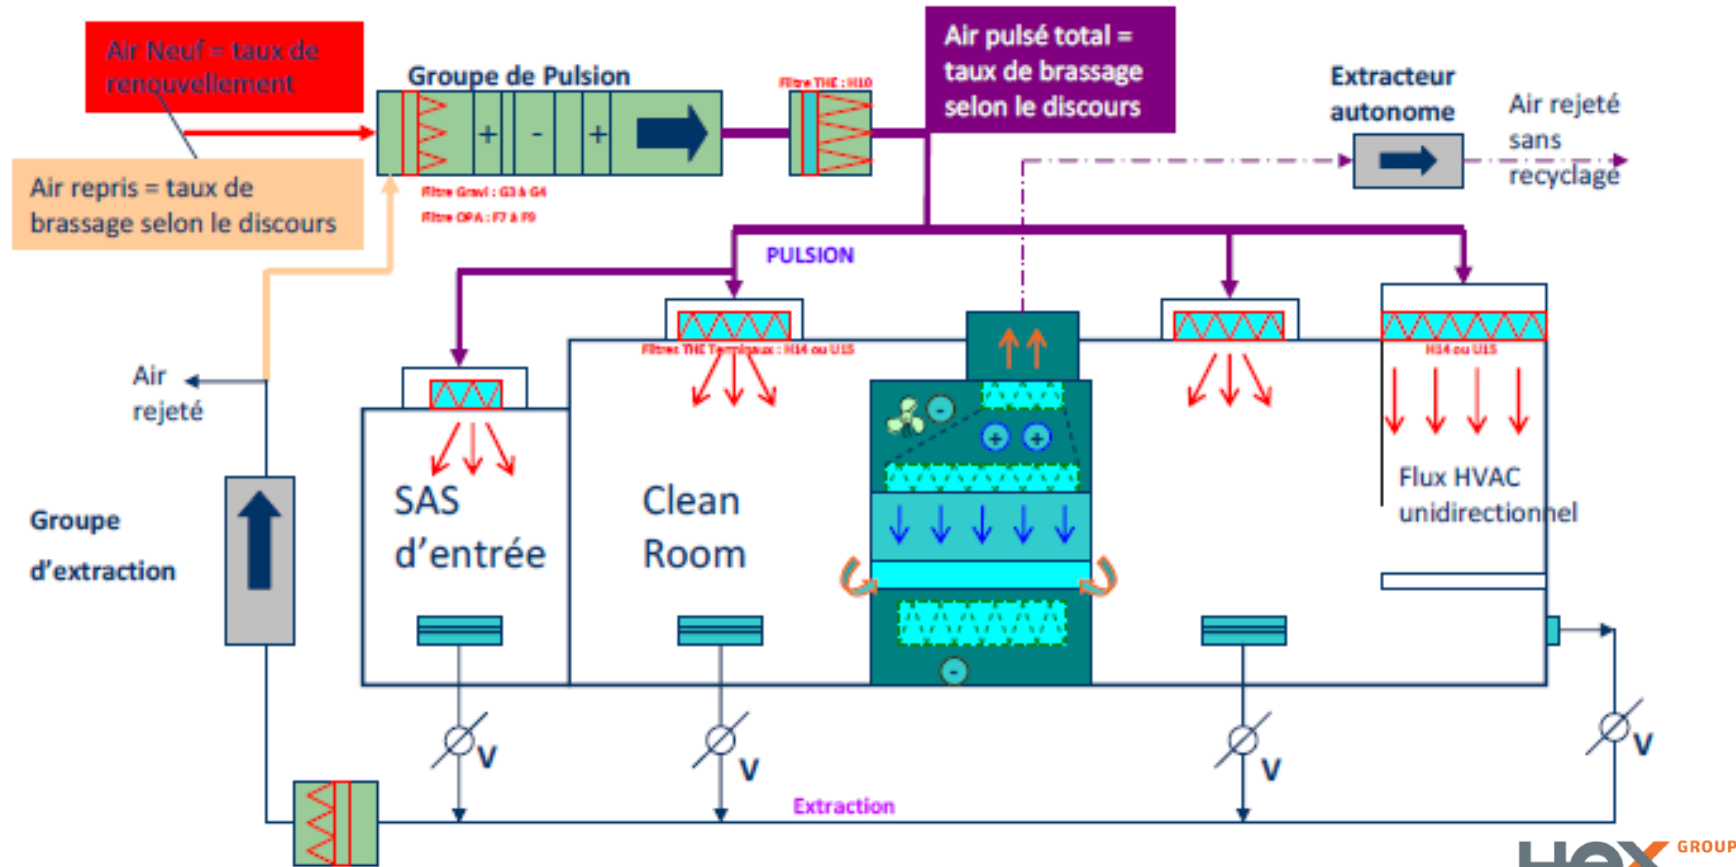 Air Neuf = taux de
renouvellement
Groupe de Pulsion
Filtre THE : H10
Air pulsé total =
taux de brassage
selon le discours
Extracteur
autonome
Air rejeté
sans
recyclage
+
-
+
Air repris = taux de
brassage selon le discours
Filtre Gravi : G3 à G4
Filtre OPA : F7 à F9
PULSION
Filtres THE Terminaux : H14 ou U15
H14 ou U15
Air
rejeté
-
+ +
SAS
d'entrée
Clean
Room
Flux HVAC
unidirectionnel
Groupe
d'extraction
-
V
V
V
V
Extraction
HEX GROUP